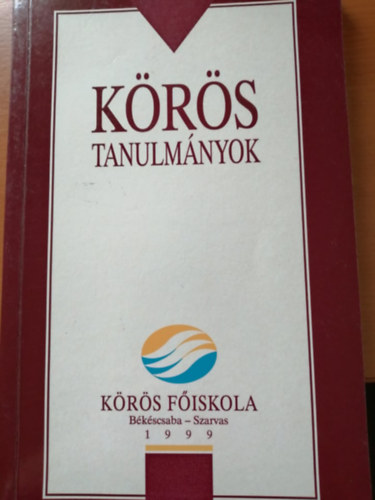 KÖRÖS
TANULMÁNYOK
KÖRÖS FŐISKOLA
Békéscsaba – Szarvas
1999